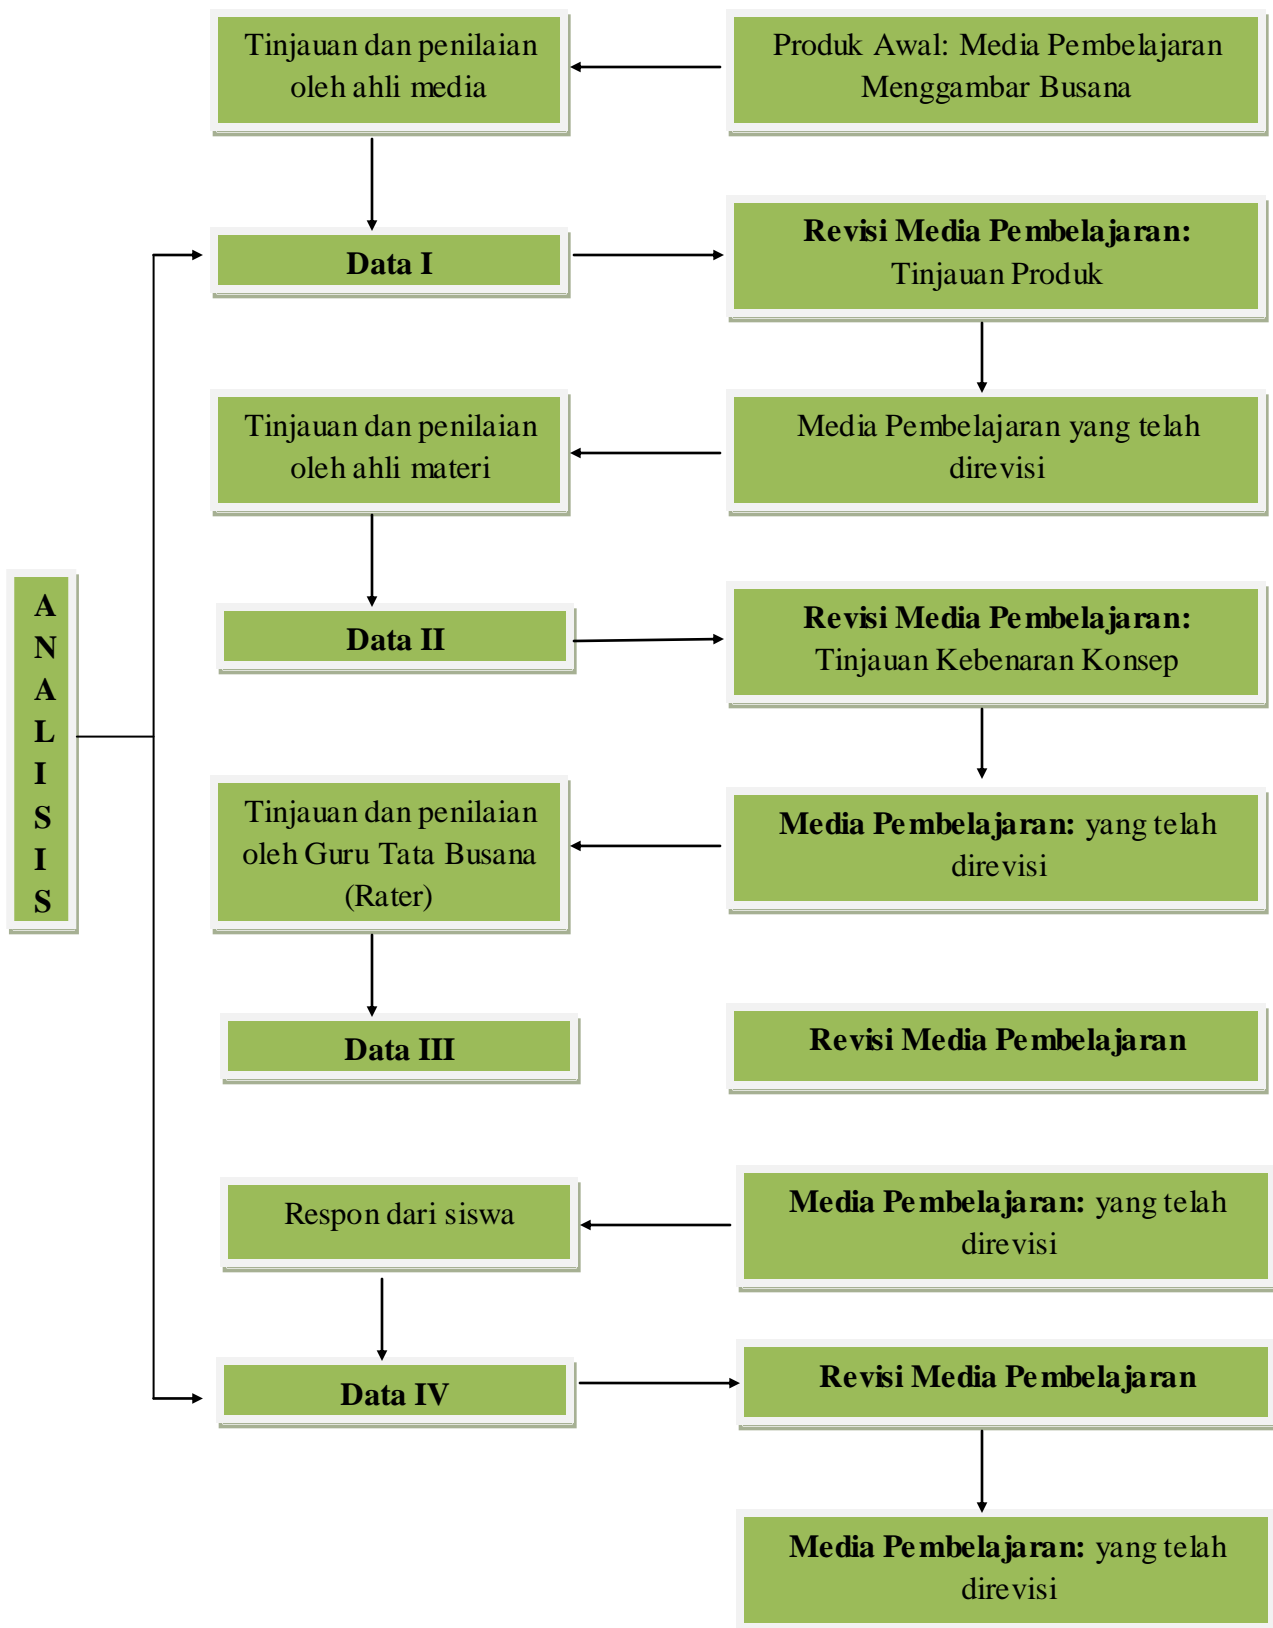 Tinjauan dan penilaian
oleh ahli media
Produk Awal: Media Pembelajaran
Menggambar Busana
Data I
Revisi Media Pembelajaran:
Tinjauan Produk
Tinjauan dan penilaian
oleh ahli materi
Media Pembelajaran yang telah
direvisi
A
N
A
L
I
S
I
S
Data II
Revisi Media Pembelajaran:
Tinjauan Kebenaran Konsep
Tinjauan dan penilaian
oleh Guru Tata Busana
(Rater)
Media Pembelajaran: yang telah
direvisi
Data III
Revisi Media Pembelajaran
Respon dari siswa
Media Pembelajaran: yang telah
direvisi
Data IV
Revisi Media Pembelajaran
Media Pembelajaran: yang telah
direvisi